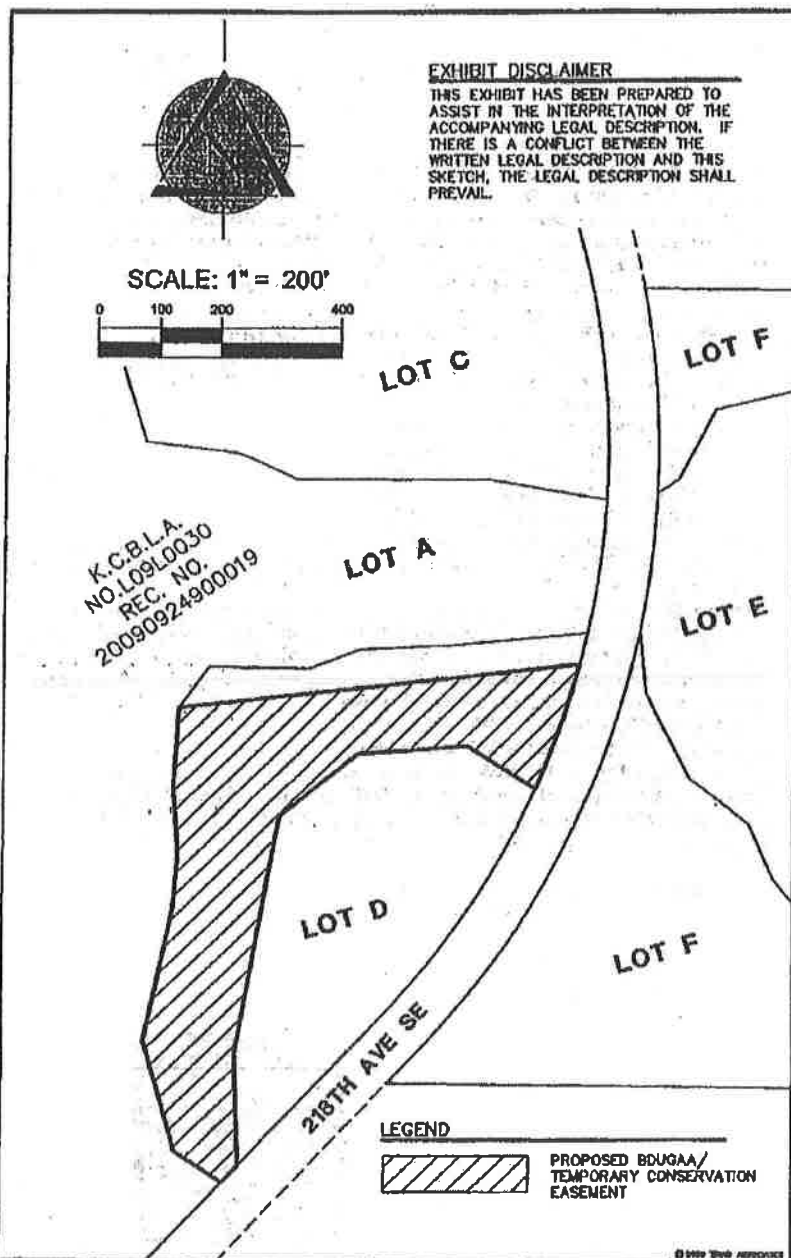 EXHIBIT DISCLAIMER
THIS EXHIBIT HAS BEEN PREPARED TO
ASSIST IN THE INTERPRETATION OF THE
ACCOMPANYING LEGAL DESCRIPTION. IF
THERE IS A CONFLICT BETWEEN THE
WRITTEN LEGAL DESCRIPTION AND THIS
SKETCH, THE LEGAL DESCRIPTION SHALL
PREVAIL.
SCALE: 1" = 200'
0 100 200 400
LOT C
LOT F
K.C.B.L.A.
NO.L09L0030
REC. NO.
20090924900019
LOT A
LOT E
LOT D
LOT F
218TH AVE SE
LEGEND
PROPOSED BDUGAA/
TEMPORARY CONSERVATION
EASEMENT